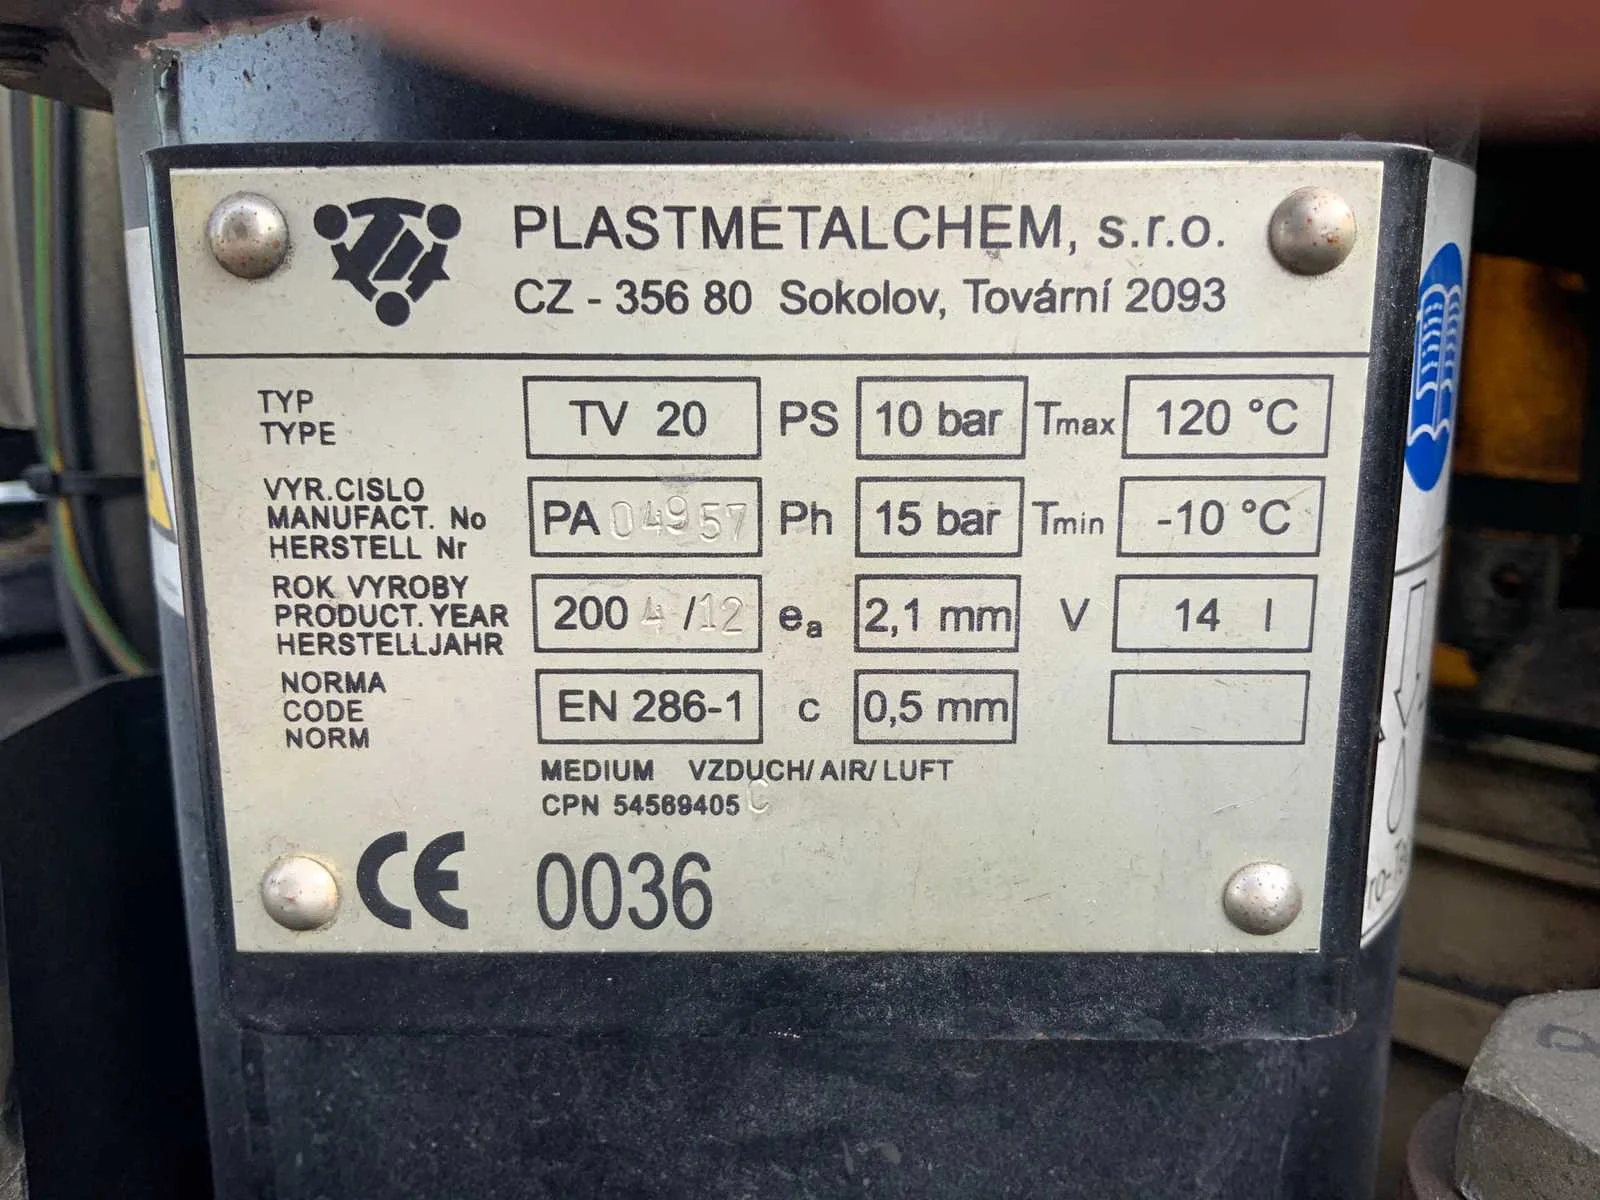 PLASTMETALCHEM, s.r.o.
CZ - 356 80 Sokolov, Tovární 2093
TYP
TYPE
TV 20
PS
10 bar
Tmax
120 °C
VYR.CISLO
MANUFACT. No
HERSTELL Nr
PA 04957
Ph
15 bar
Tmin
-10 °C
ROK VYROBY
PRODUCT. YEAR
HERSTELLJAHR
2004/12
ea
2,1 mm
V
14 l
NORMA
CODE
NORM
EN 286-1
c
0,5 mm
MEDIUM VZDUCH/AIR/LUFT
CPN 54569405 C
CE 0036